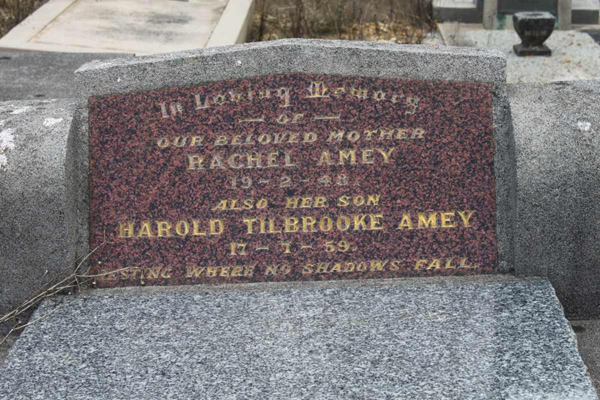 In Loving Memory
— OF —
OUR BELOVED MOTHER
RACHEL AMEY
19-2-48.
ALSO HER SON
HAROLD TILBROOKE AMEY
17-7-59.
ESTING WHERE NO SHADOWS FALL.